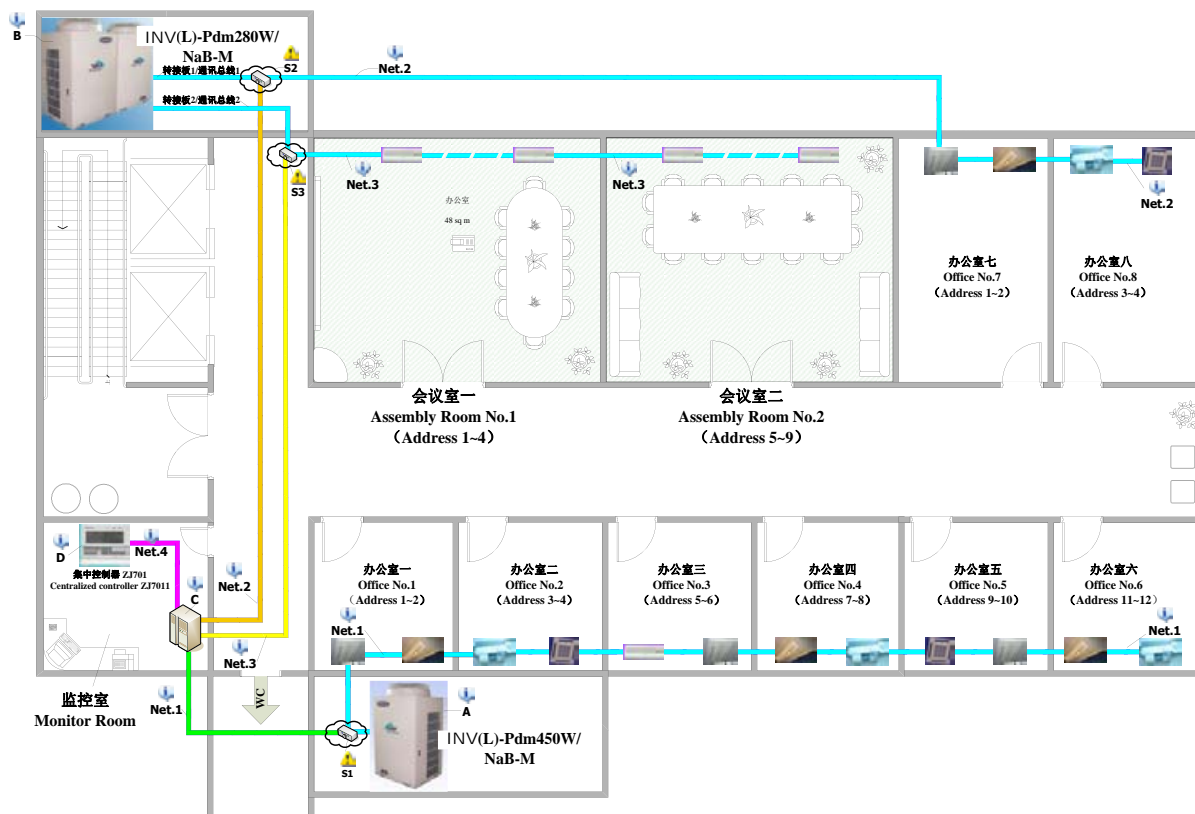 B
INV(L)-Pdm280W/
NaB-M
转接板1/通讯总线1
S2
Net.2
转接板2/通讯总线2
S3
Net.3
Net.3
Net.2
办公室
48 sq m
办公室七
Office No.7
（Address 1~2）
办公室八
Office No.8
（Address 3~4）
会议室一
Assembly Room No.1
（Address 1~4）
会议室二
Assembly Room No.2
（Address 5~9）
D
Net.4
集中控制器 ZJ701
Centralized controller ZJ7011
C
Net.2
Net.3
Net.1
监控室
Monitor Room
WC
办公室一
Office No.1
（Address 1~2）
办公室二
Office No.2
（Address 3~4）
办公室三
Office No.3
（Address 5~6）
办公室四
Office No.4
（Address 7~8）
办公室五
Office No.5
（Address 9~10）
办公室六
Office No.6
（Address 11~12）
Net.1
Net.1
A
INV(L)-Pdm450W/
NaB-M
S1